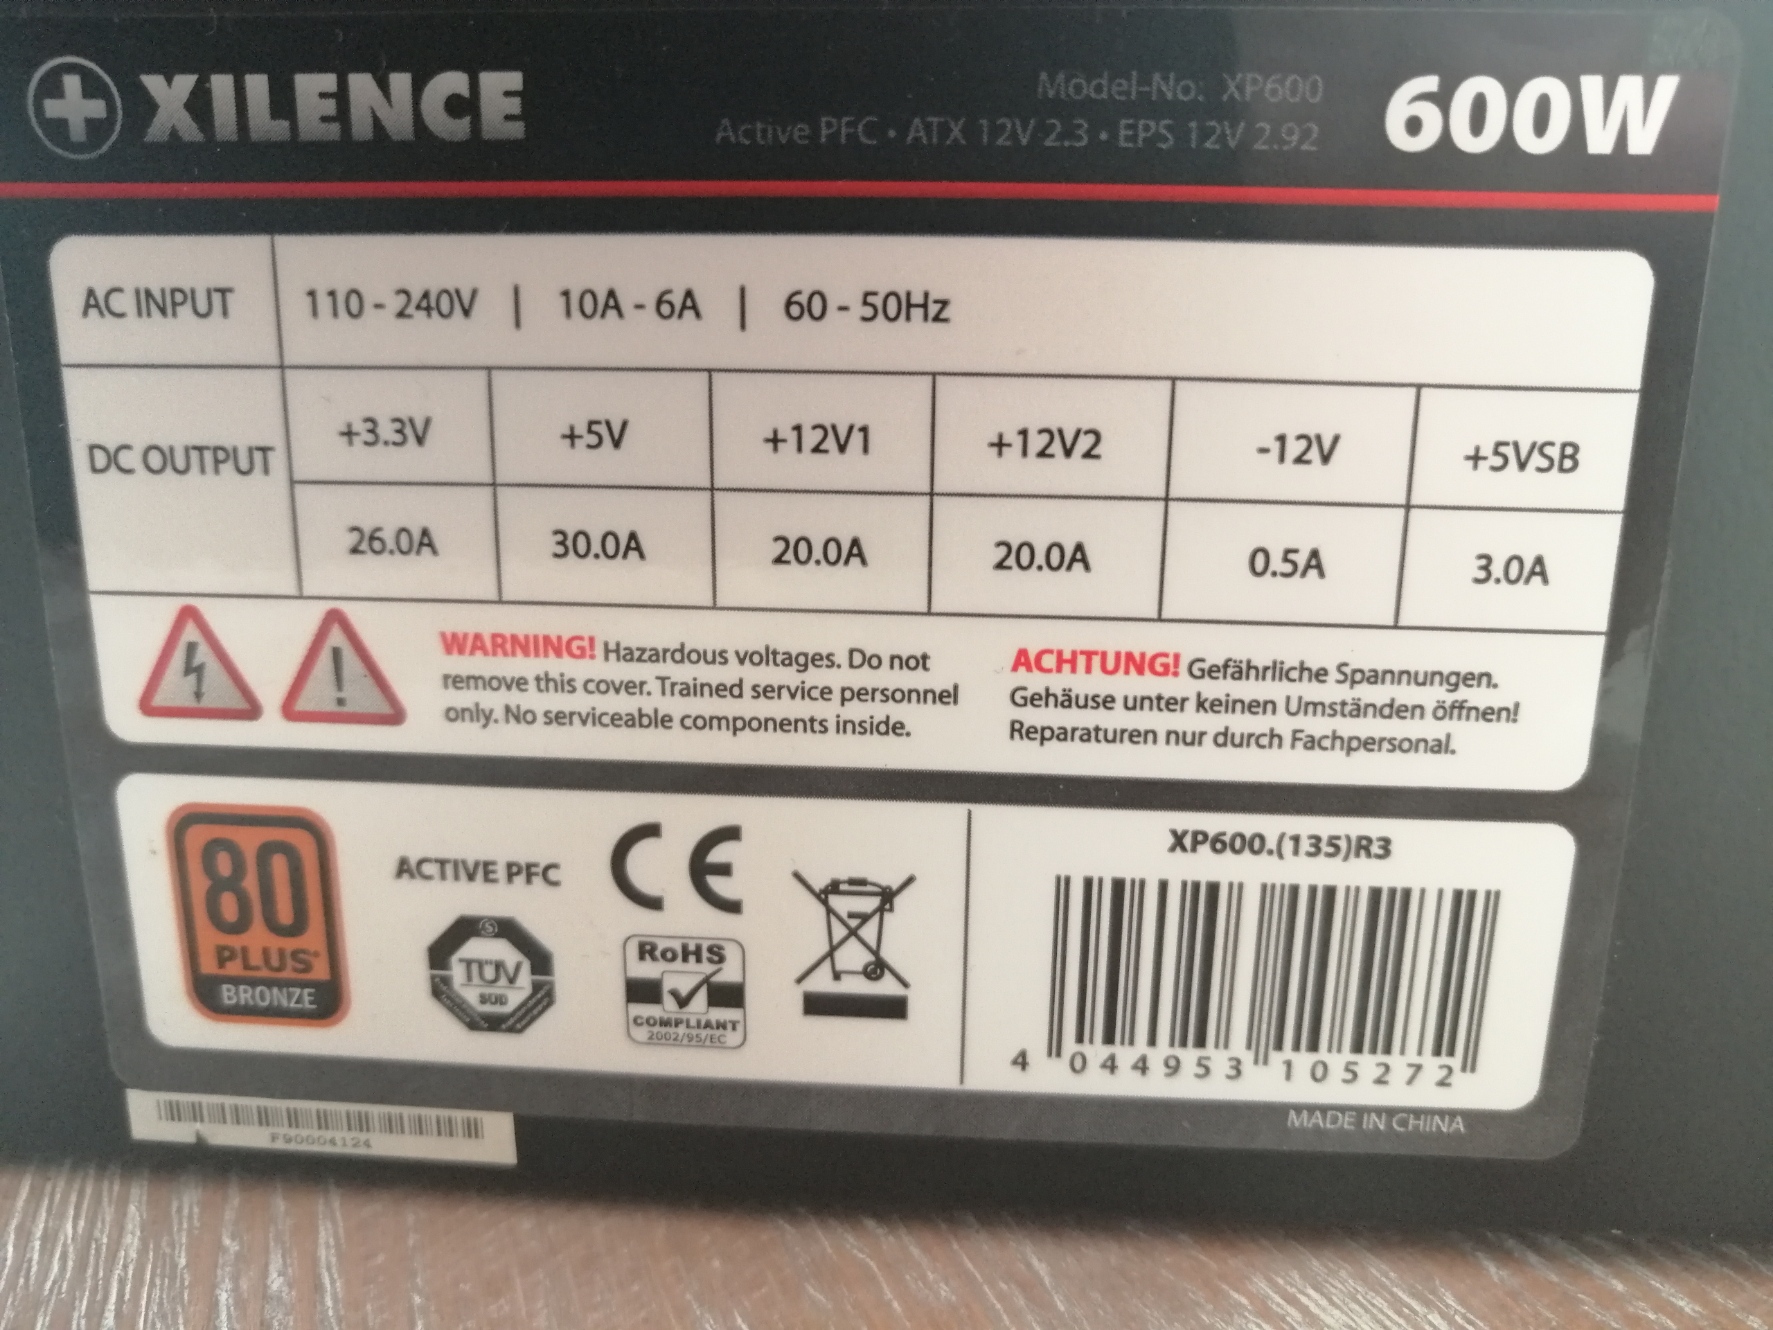 XILENCE
Model-No: XP600
Active PFC • ATX 12V 2.3 • EPS 12V 2.92
600W
AC INPUT 110 - 240V | 10A - 6A | 60 - 50Hz
DC OUTPUT
+3.3V +5V +12V1 +12V2 -12V +5VSB
26.0A 30.0A 20.0A 20.0A 0.5A 3.0A
WARNING! Hazardous voltages. Do not
remove this cover. Trained service personnel
only. No serviceable components inside.
ACHTUNG! Gefährliche Spannungen.
Gehäuse unter keinen Umständen öffnen!
Reparaturen nur durch Fachpersonal.
80
PLUS
BRONZE
ACTIVE PFC
TÜV
SÜD
CE
RoHS
COMPLIANT
2002/95/EC
XP600.(135)R3
4 044953 105272
MADE IN CHINA
F90004124